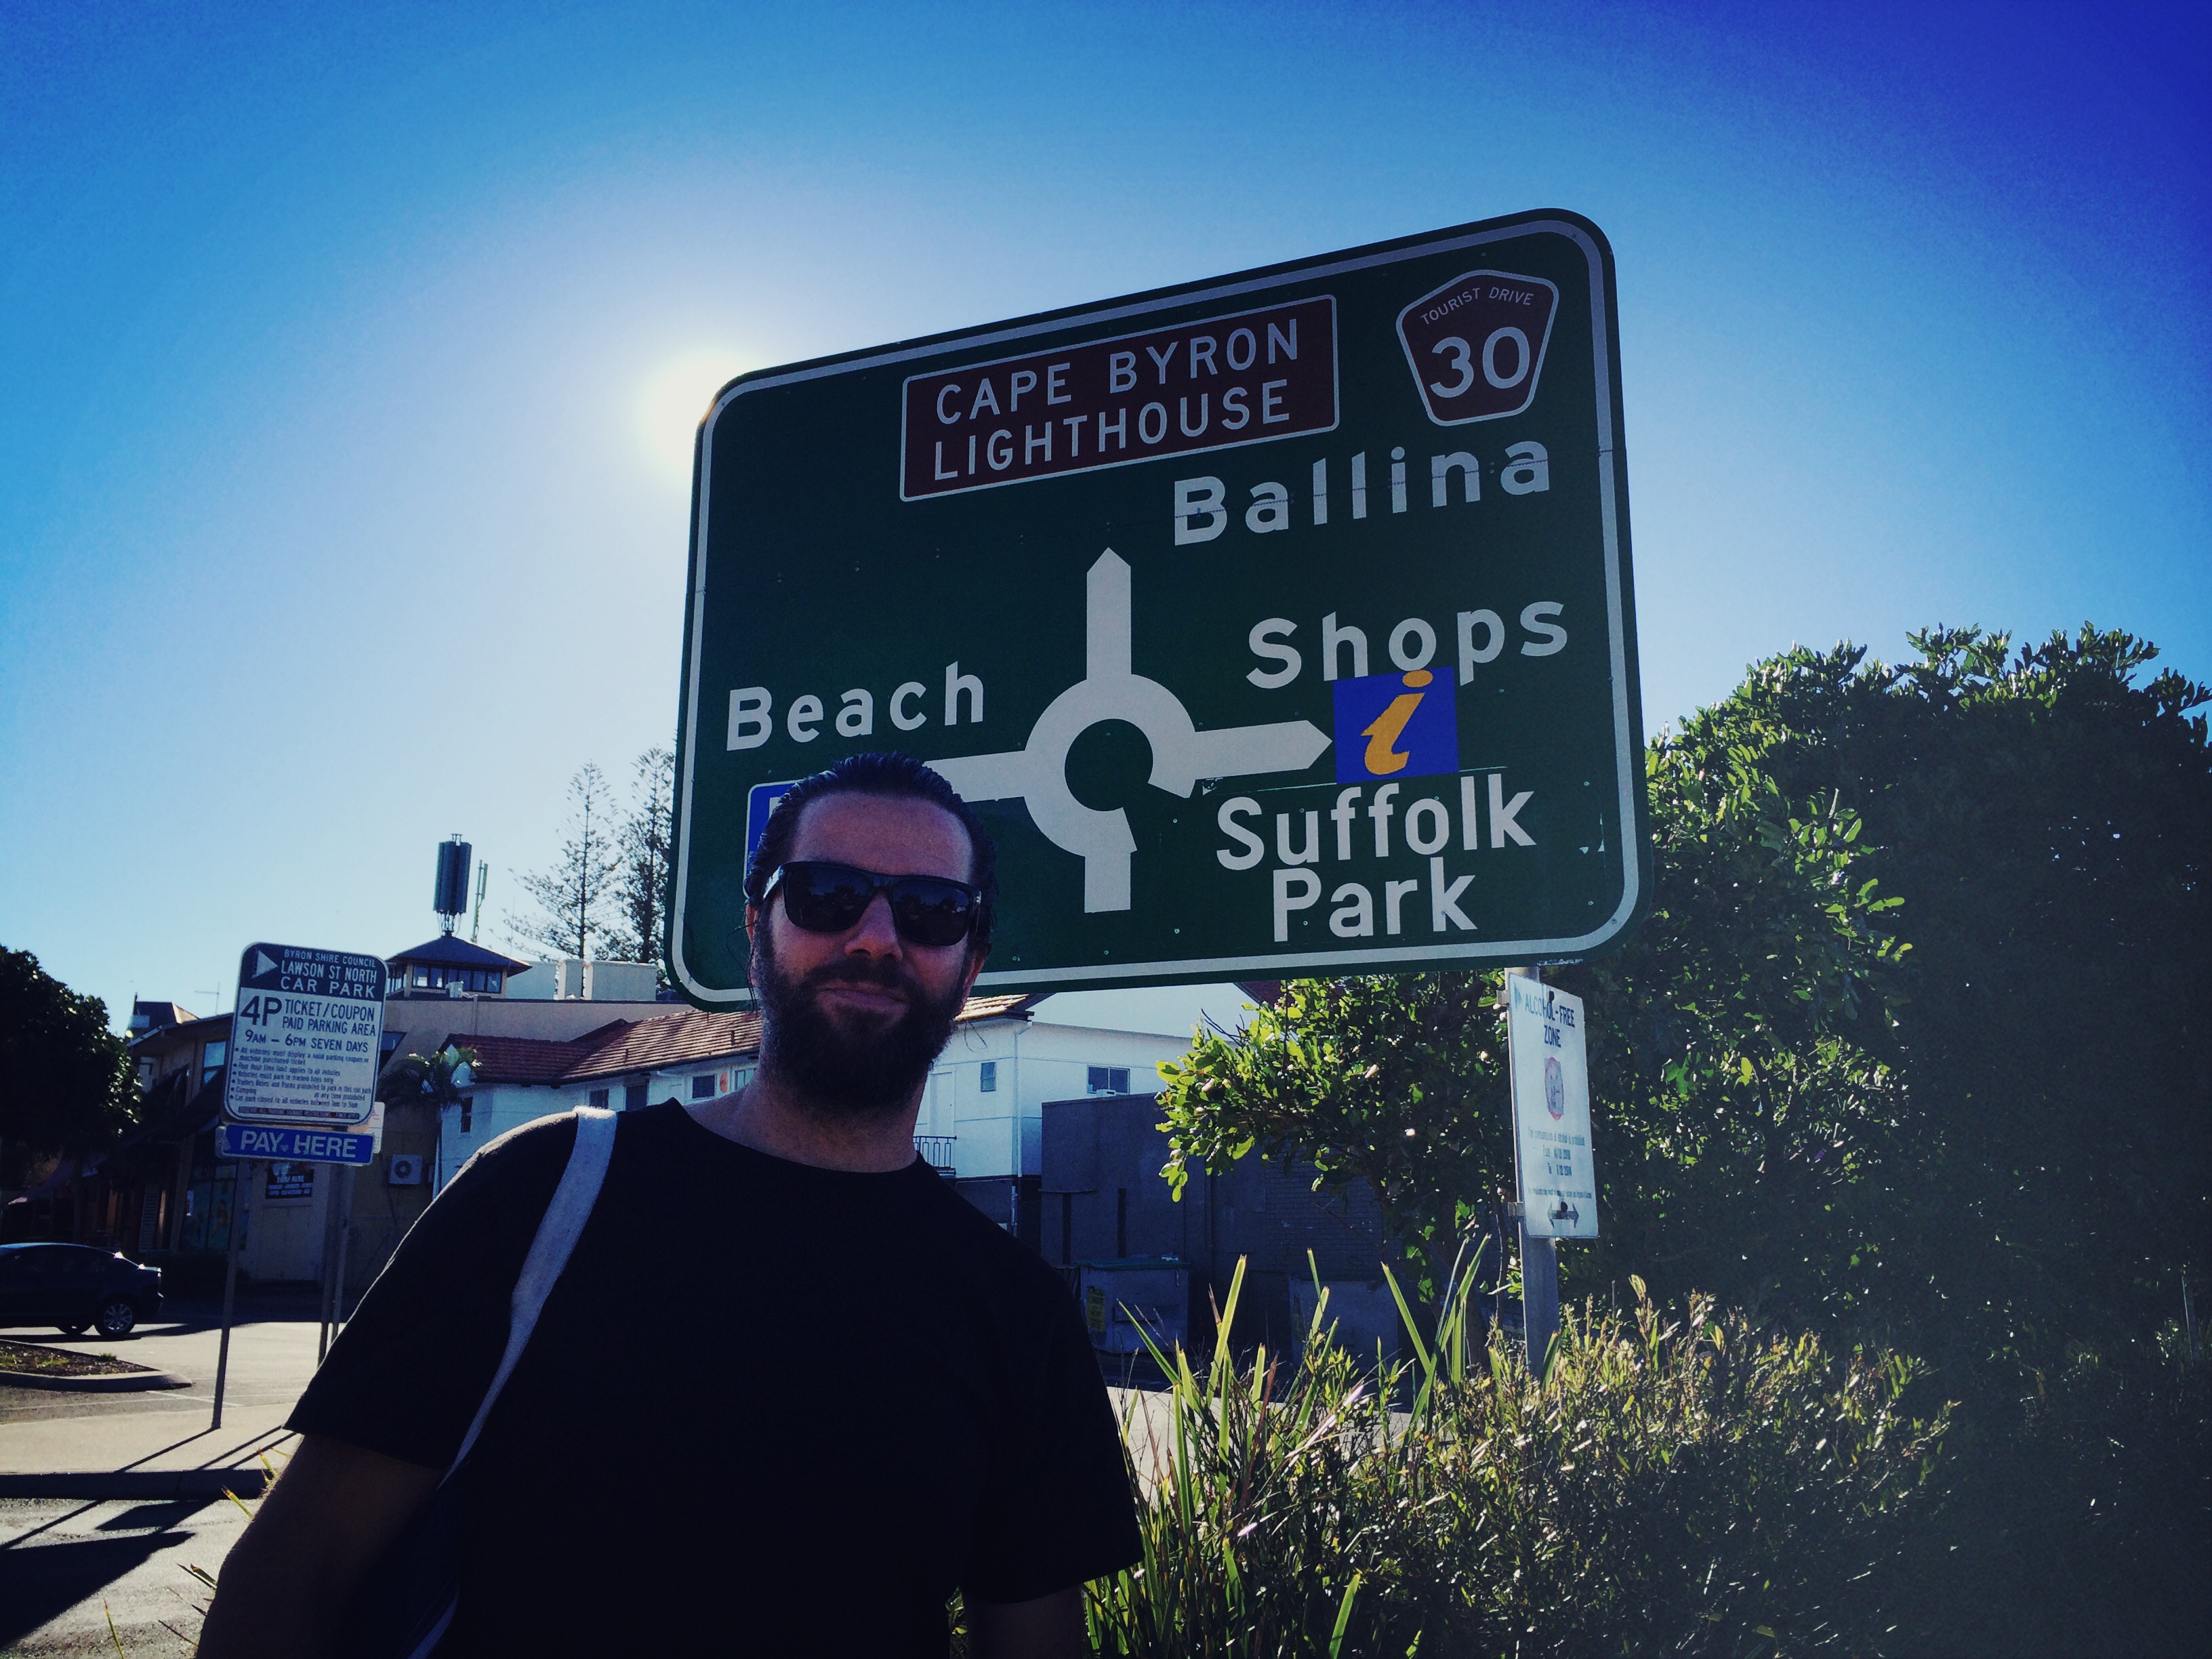 CAPE BYRON
LIGHTHOUSE
TOURIST DRIVE
30
Ballina
Beach
Shops
i
Suffolk
Park
BYRON SHIRE COUNCIL
LAWSON ST NORTH
CAR PARK
4P TICKET/COUPON
PAID PARKING AREA
9AM - 6PM SEVEN DAYS
PAY HERE
ALCOHOL-FREE
ZONE